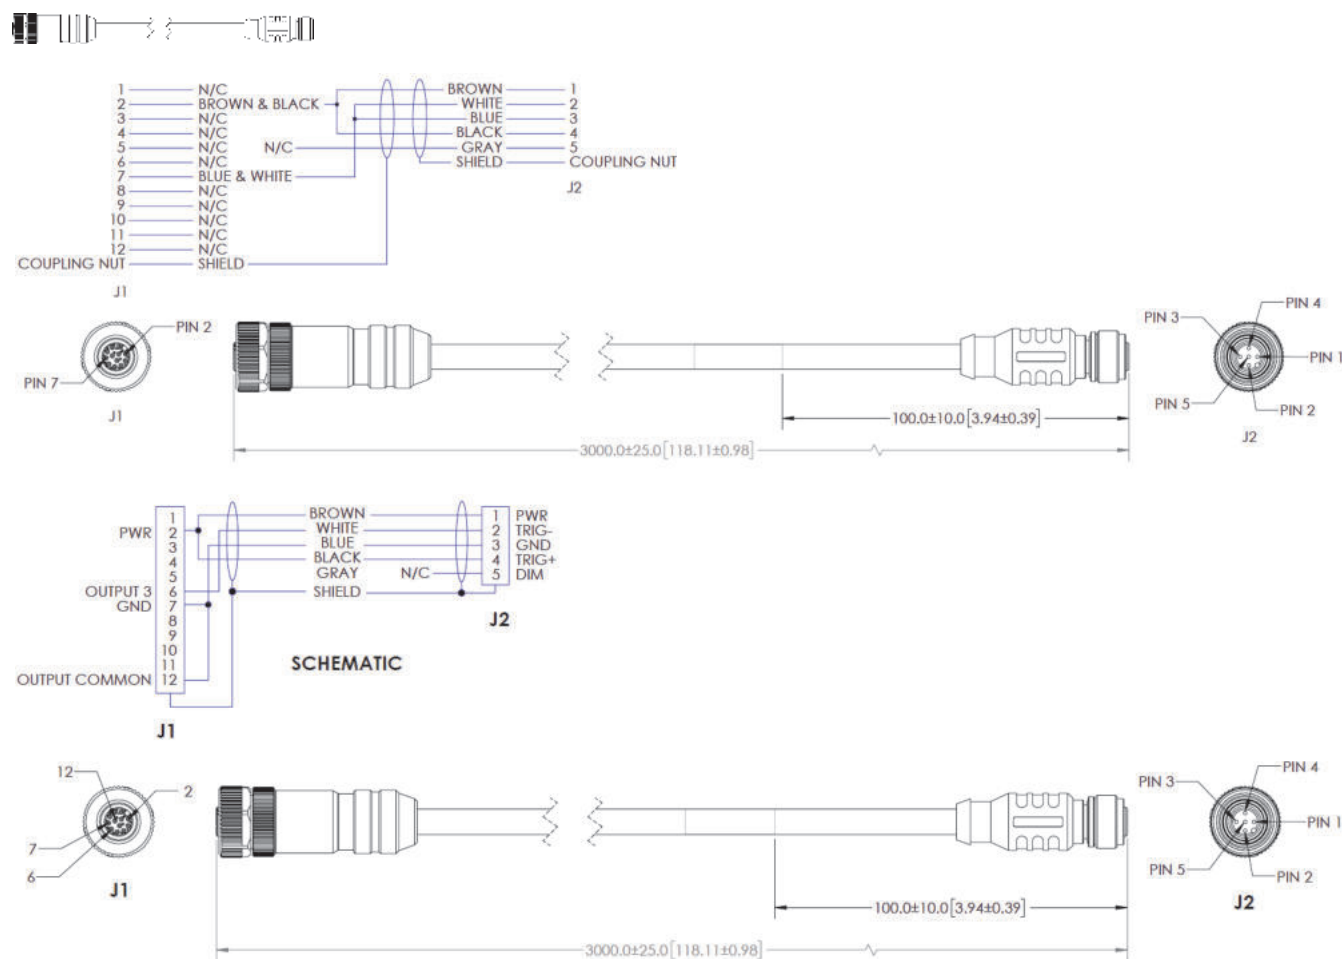 1 N/C BROWN 1
2 BROWN & BLACK WHITE 2
3 N/C BLUE 3
4 N/C BLACK 4
5 N/C N/C GRAY 5
6 N/C SHIELD COUPLING NUT
7 BLUE & WHITE
8 N/C J2
9 N/C
10 N/C
11 N/C
12 N/C
COUPLING NUT SHIELD
J1
PIN 2
PIN 7
J1
PIN 4
PIN 3
PIN 1
PIN 5
PIN 2
J2
100.0±10.0[3.94±0.39]
3000.0±25.0[118.11±0.98]
1 BROWN 1 PWR
PWR 2 WHITE 2 TRIG-
3 BLUE 3 GND
4 BLACK 4 TRIG+
5 GRAY N/C 5 DIM
OUTPUT 3 6 SHIELD
GND 7
8 J2
9
10
11 SCHEMATIC
OUTPUT COMMON 12
J1
12
2
7
6
J1
PIN 4
PIN 3
PIN 1
PIN 5
PIN 2
J2
100.0±10.0[3.94±0.39]
3000.0±25.0[118.11±0.98]